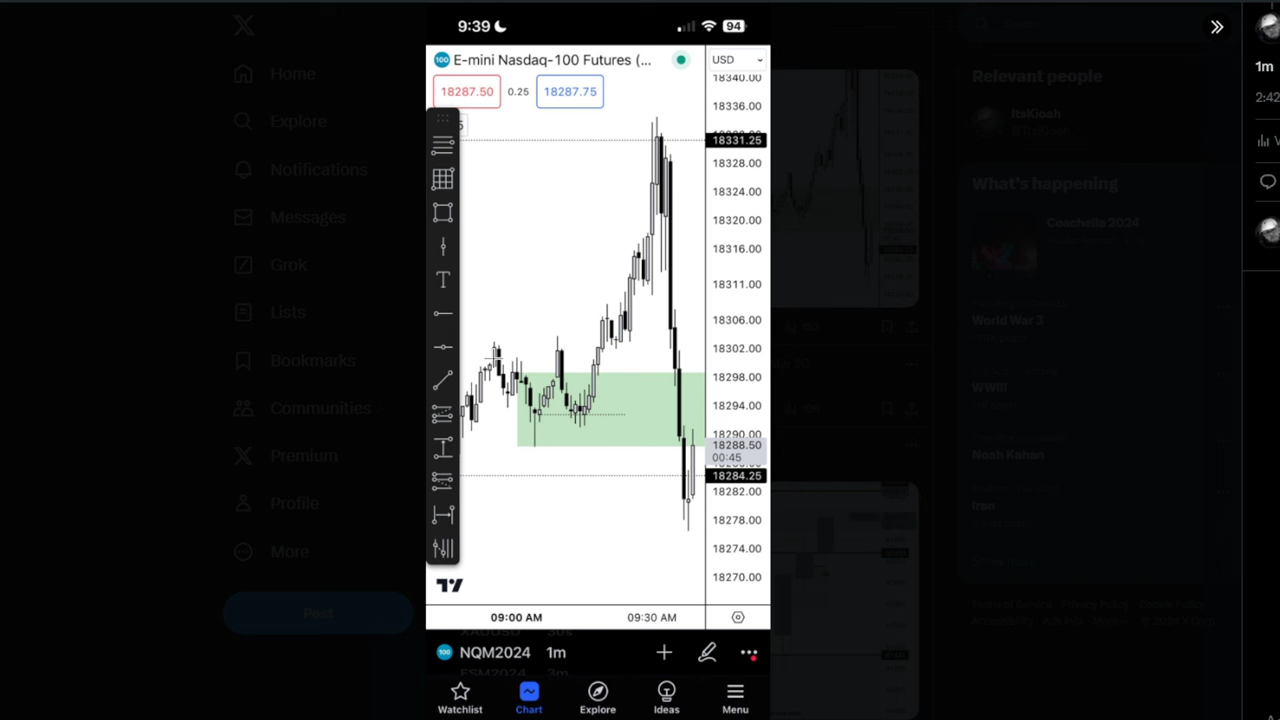 9:39
94
100 E-mini Nasdaq-100 Futures (...
USD
18287.50 0.25 18287.75
18340.00
18336.00
18331.25
18328.00
18324.00
18320.00
18316.00
18311.00
18306.00
18302.00
18298.00
18294.00
18290.00
18288.50
00:45
18284.25
18282.00
18278.00
18274.00
18270.00
09:00 AM 09:30 AM
100 NQM2024 1m
Watchlist Chart Explore Ideas Menu
Home
Explore
Notifications
Messages
Grok
Lists
Bookmarks
Communities
Premium
Profile
More
Post
Relevant people
ItsKioah
What's happening
Coachella 2024
World War 3
WWIII
Noah Kahan
Iran
1m
2:42